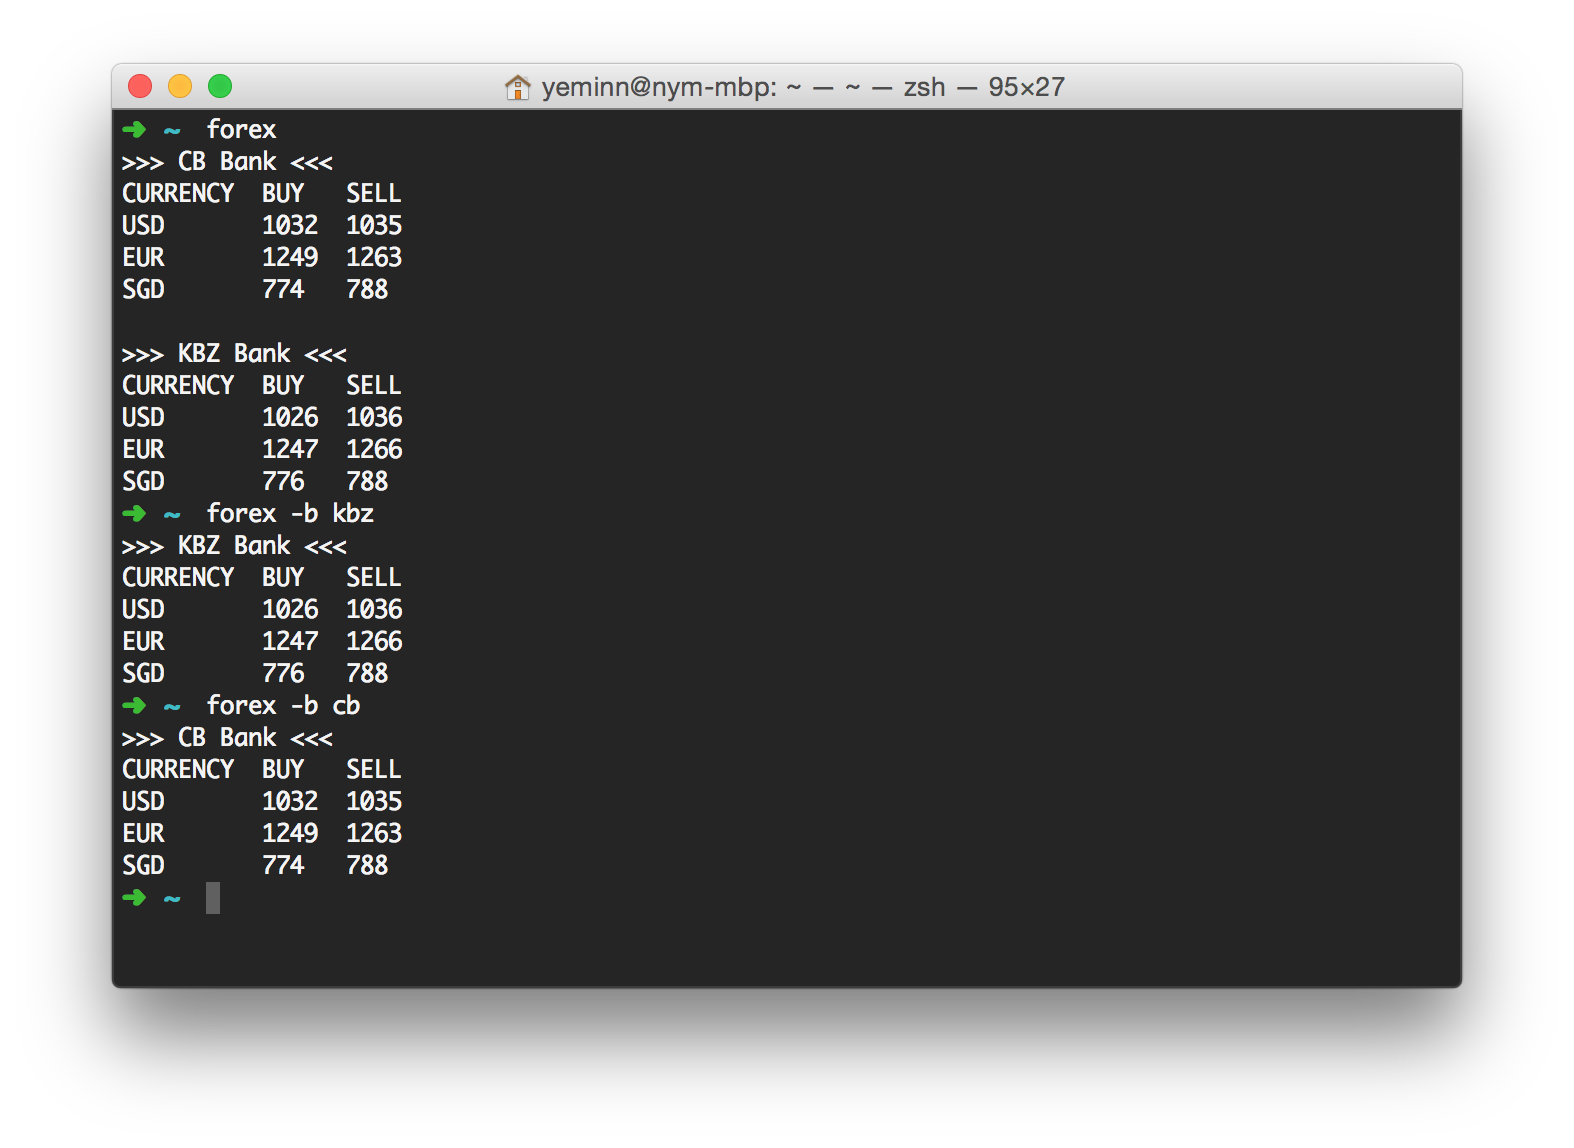 yeminn@nym-mbp: ~ — ~ — zsh — 95×27
➜ ~ forex
>>> CB Bank <<<
CURRENCY BUY SELL
USD 1032 1035
EUR 1249 1263
SGD 774 788
>>> KBZ Bank <<<
CURRENCY BUY SELL
USD 1026 1036
EUR 1247 1266
SGD 776 788
➜ ~ forex -b kbz
>>> KBZ Bank <<<
CURRENCY BUY SELL
USD 1026 1036
EUR 1247 1266
SGD 776 788
➜ ~ forex -b cb
>>> CB Bank <<<
CURRENCY BUY SELL
USD 1032 1035
EUR 1249 1263
SGD 774 788
➜ ~